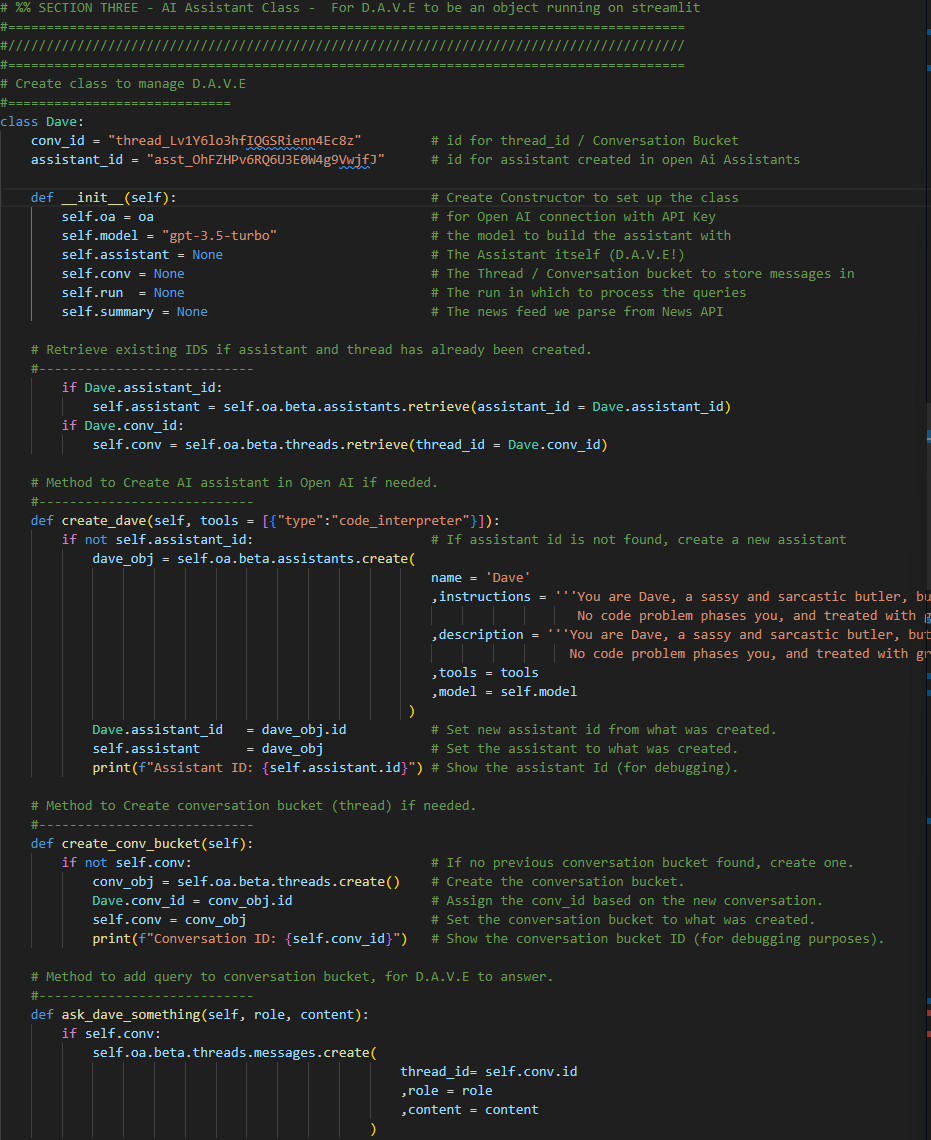 # %% SECTION THREE - AI Assistant Class -  For D.A.V.E to be an object running on streamlit
#========================================================================================
#////////////////////////////////////////////////////////////////////////////////////////
#========================================================================================
# Create class to manage D.A.V.E
#=============================
class Dave:
    conv_id = "thread_Lv1Y6lo3hfIQGSRienn4Ec8z"         # id for thread_id / Conversation Bucket
    assistant_id = "asst_OhFZHPv6RQ6U3E0W4g9VwjfJ"      # id for assistant created in open Ai Assistants
    def __init__(self):                                 # Create Constructor to set up the class
        self.oa = oa                                    # for Open AI connection with API Key
        self.model = "gpt-3.5-turbo"                    # the model to build the assistant with
        self.assistant = None                           # The Assistant itself (D.A.V.E!)
        self.conv = None                                # The Thread / Conversation bucket to store messages in
        self.run  = None                                # The run in which to process the queries
        self.summary = None                             # The news feed we parse from News API
    # Retrieve existing IDS if assistant and thread has already been created.
    #----------------------------
        if Dave.assistant_id:
            self.assistant = self.oa.beta.assistants.retrieve(assistant_id = Dave.assistant_id)
        if Dave.conv_id:
            self.conv = self.oa.beta.threads.retrieve(thread_id = Dave.conv_id)
    # Method to Create AI assistant in Open AI if needed.
    #----------------------------
    def create_dave(self, tools = [{"type":"code_interpreter"}]):
        if not self.assistant_id:                       # If assistant id is not found, create a new assistant
            dave_obj = self.oa.beta.assistants.create(
                                                        name = 'Dave'
                                                        ,instructions = '''You are Dave, a sassy and sarcastic butler,
                                                                           No code problem phases you, and treated with
                                                        ,description = '''You are Dave, a sassy and sarcastic butler, but
                                                                          No code problem phases you, and treated with
                                                        ,tools = tools
                                                        ,model = self.model
                                                     )
            Dave.assistant_id   = dave_obj.id           # Set new assistant id from what was created.
            self.assistant      = dave_obj              # Set the assistant to what was created.
            print(f"Assistant ID: {self.assistant.id}") # Show the assistant Id (for debugging).
    # Method to Create conversation bucket (thread) if needed.
    #----------------------------
    def create_conv_bucket(self):
        if not self.conv:                               # If no previous conversation bucket found, create one.
            conv_obj = self.oa.beta.threads.create()    # Create the conversation bucket.
            Dave.conv_id = conv_obj.id                  # Assign the conv_id based on the new conversation.
            self.conv = conv_obj                        # Set the conversation bucket to what was created.
            print(f"Conversation ID: {self.conv_id}")   # Show the conversation bucket ID (for debugging purposes).
    # Method to add query to conversation bucket, for D.A.V.E to answer.
    #----------------------------
    def ask_dave_something(self, role, content):
        if self.conv:
            self.oa.beta.threads.messages.create(
                                                    thread_id= self.conv.id
                                                    ,role = role
                                                    ,content = content
                                                )